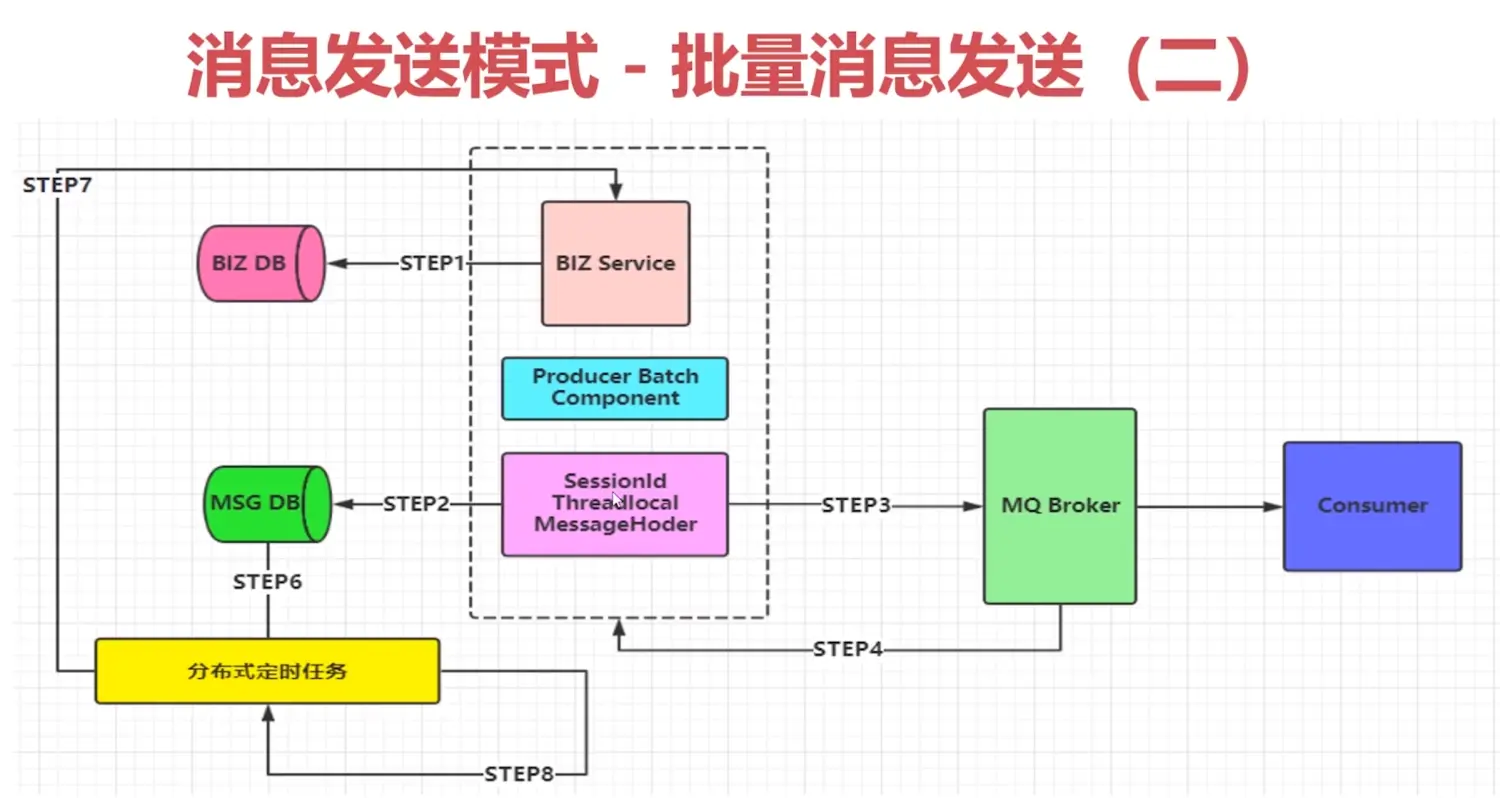 消息发送模式 - 批量消息发送（二）
STEP7
BIZ DB
STEP1
BIZ Service
Producer Batch
Component
MSG DB
STEP2
SessionId
Threadlocal
MessageHoder
STEP3
MQ Broker
Consumer
STEP6
STEP4
分布式定时任务
STEP8